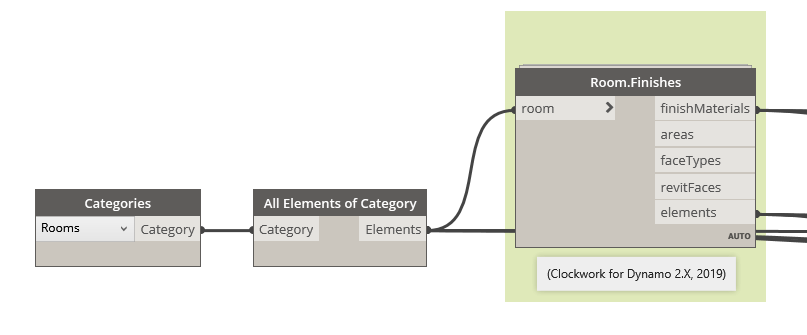 Room.Finishes
room
finishMaterials
areas
faceTypes
revitFaces
elements
AUTO
(Clockwork for Dynamo 2.X, 2019)
Categories
Rooms
Category
All Elements of Category
Category
Elements